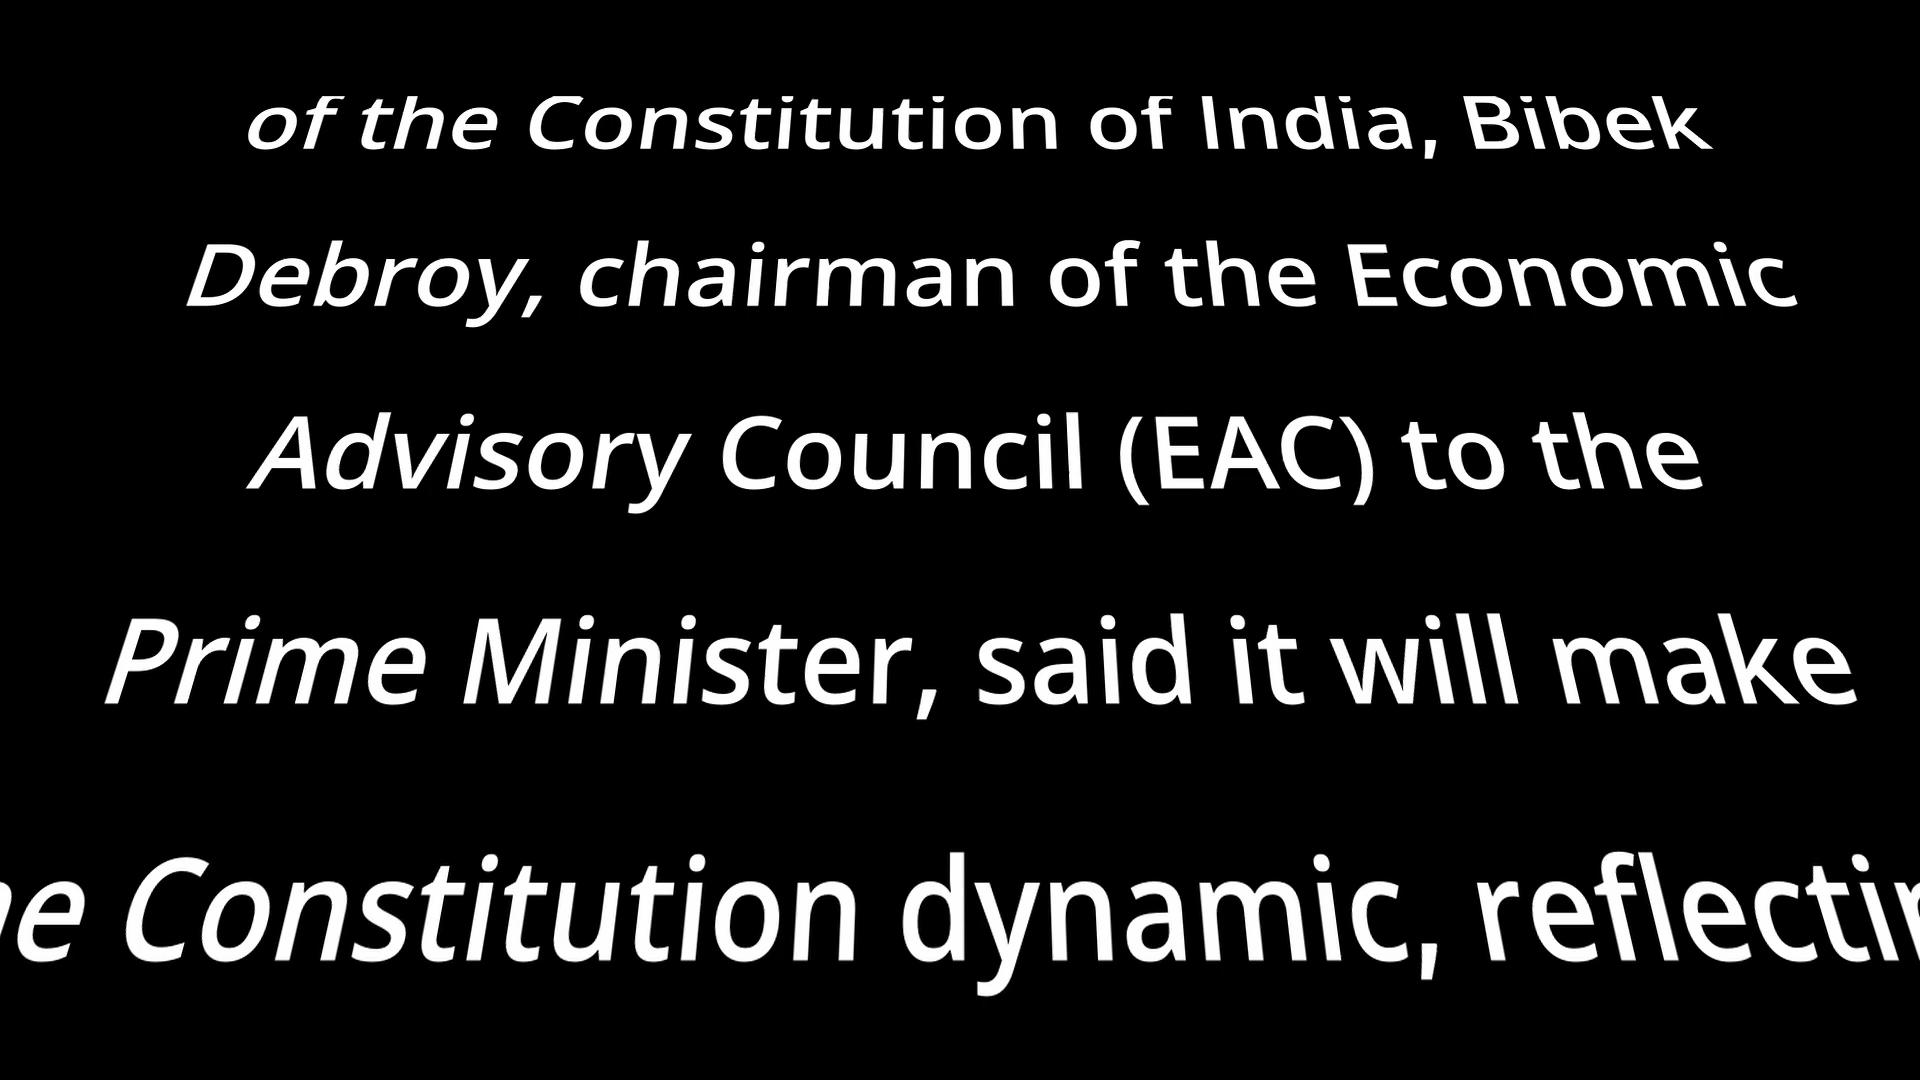 of the Constitution of India, Bibek
Debroy, chairman of the Economic
Advisory Council (EAC) to the
Prime Minister, said it will make
Constitution dynamic,